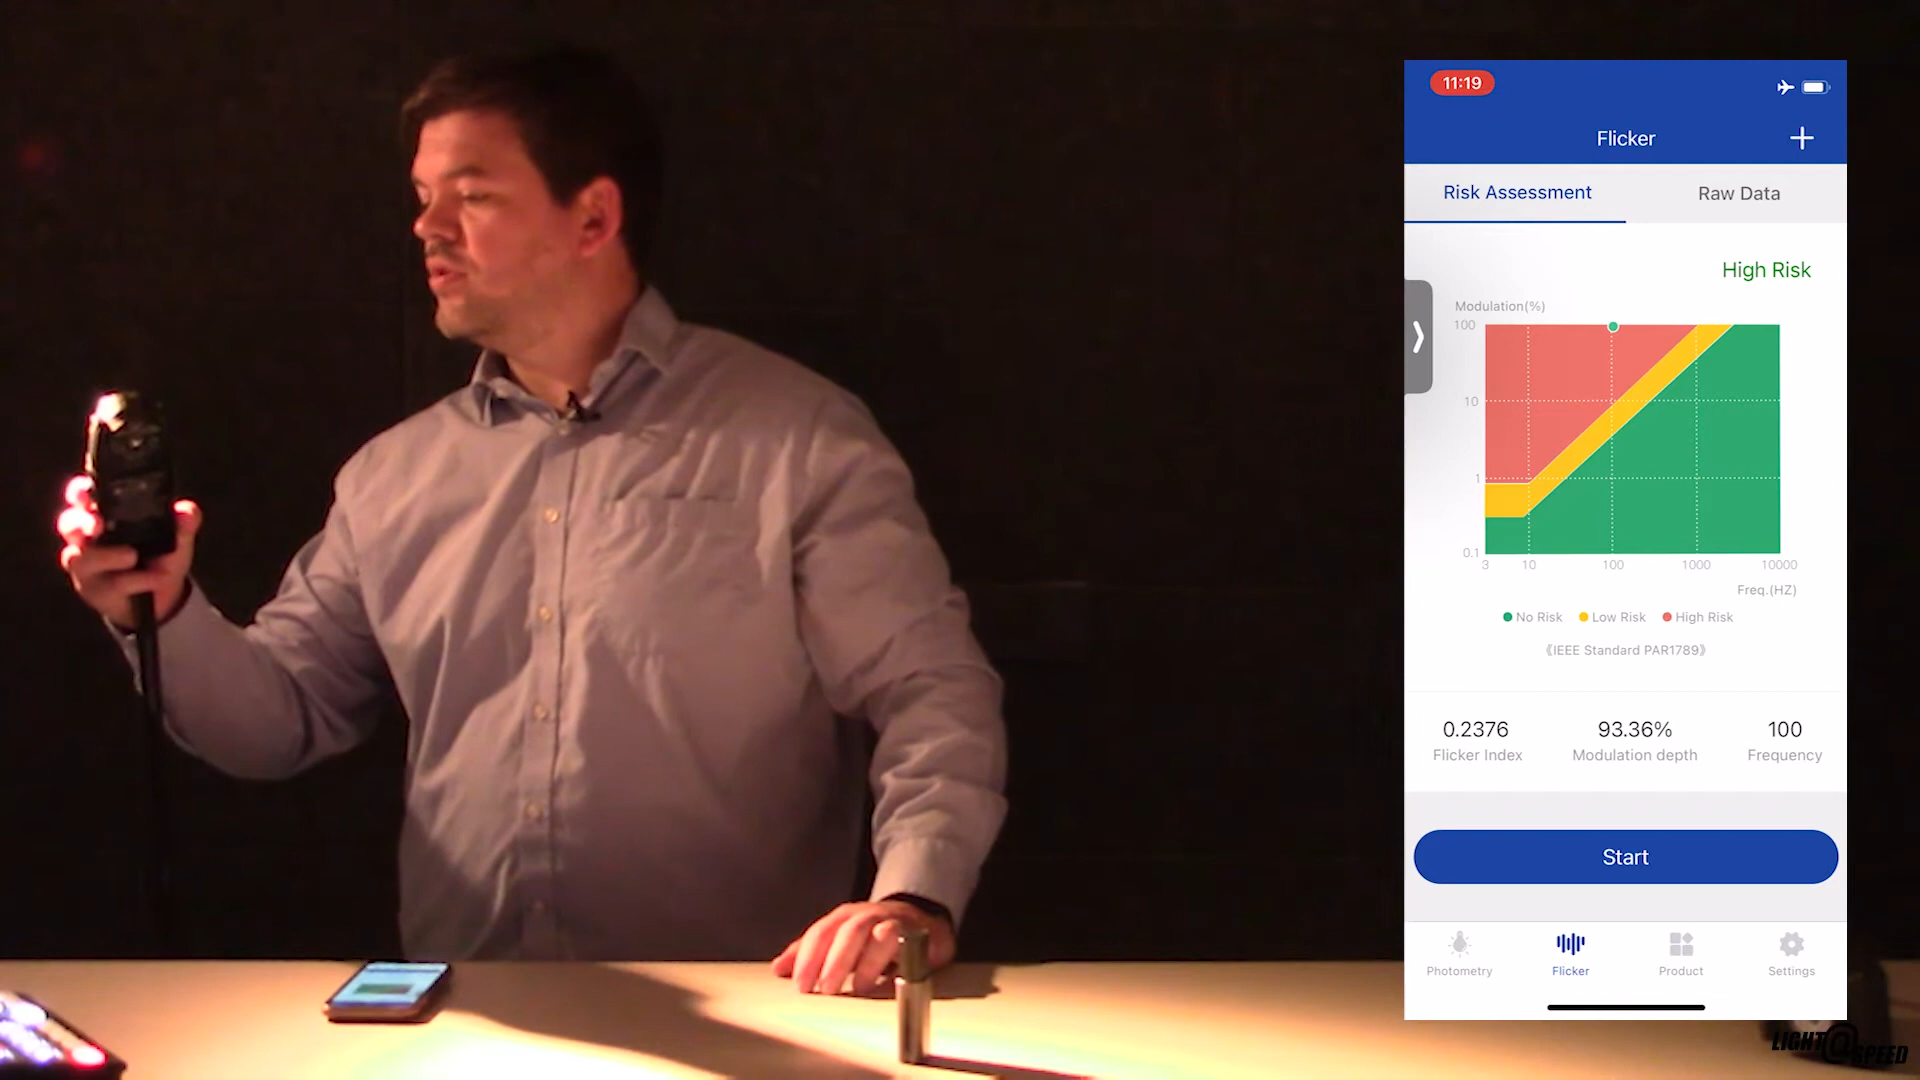 11:19
Flicker
Risk Assessment
Raw Data
High Risk
Modulation(%)
100
10
1
0.1
3 10 100 1000 10000
Freq.(HZ)
No Risk Low Risk High Risk
《IEEE Standard PAR1789》
0.2376 93.36% 100
Flicker Index Modulation depth Frequency
Start
Photometry Flicker Product Settings
LIGHT@SPEED